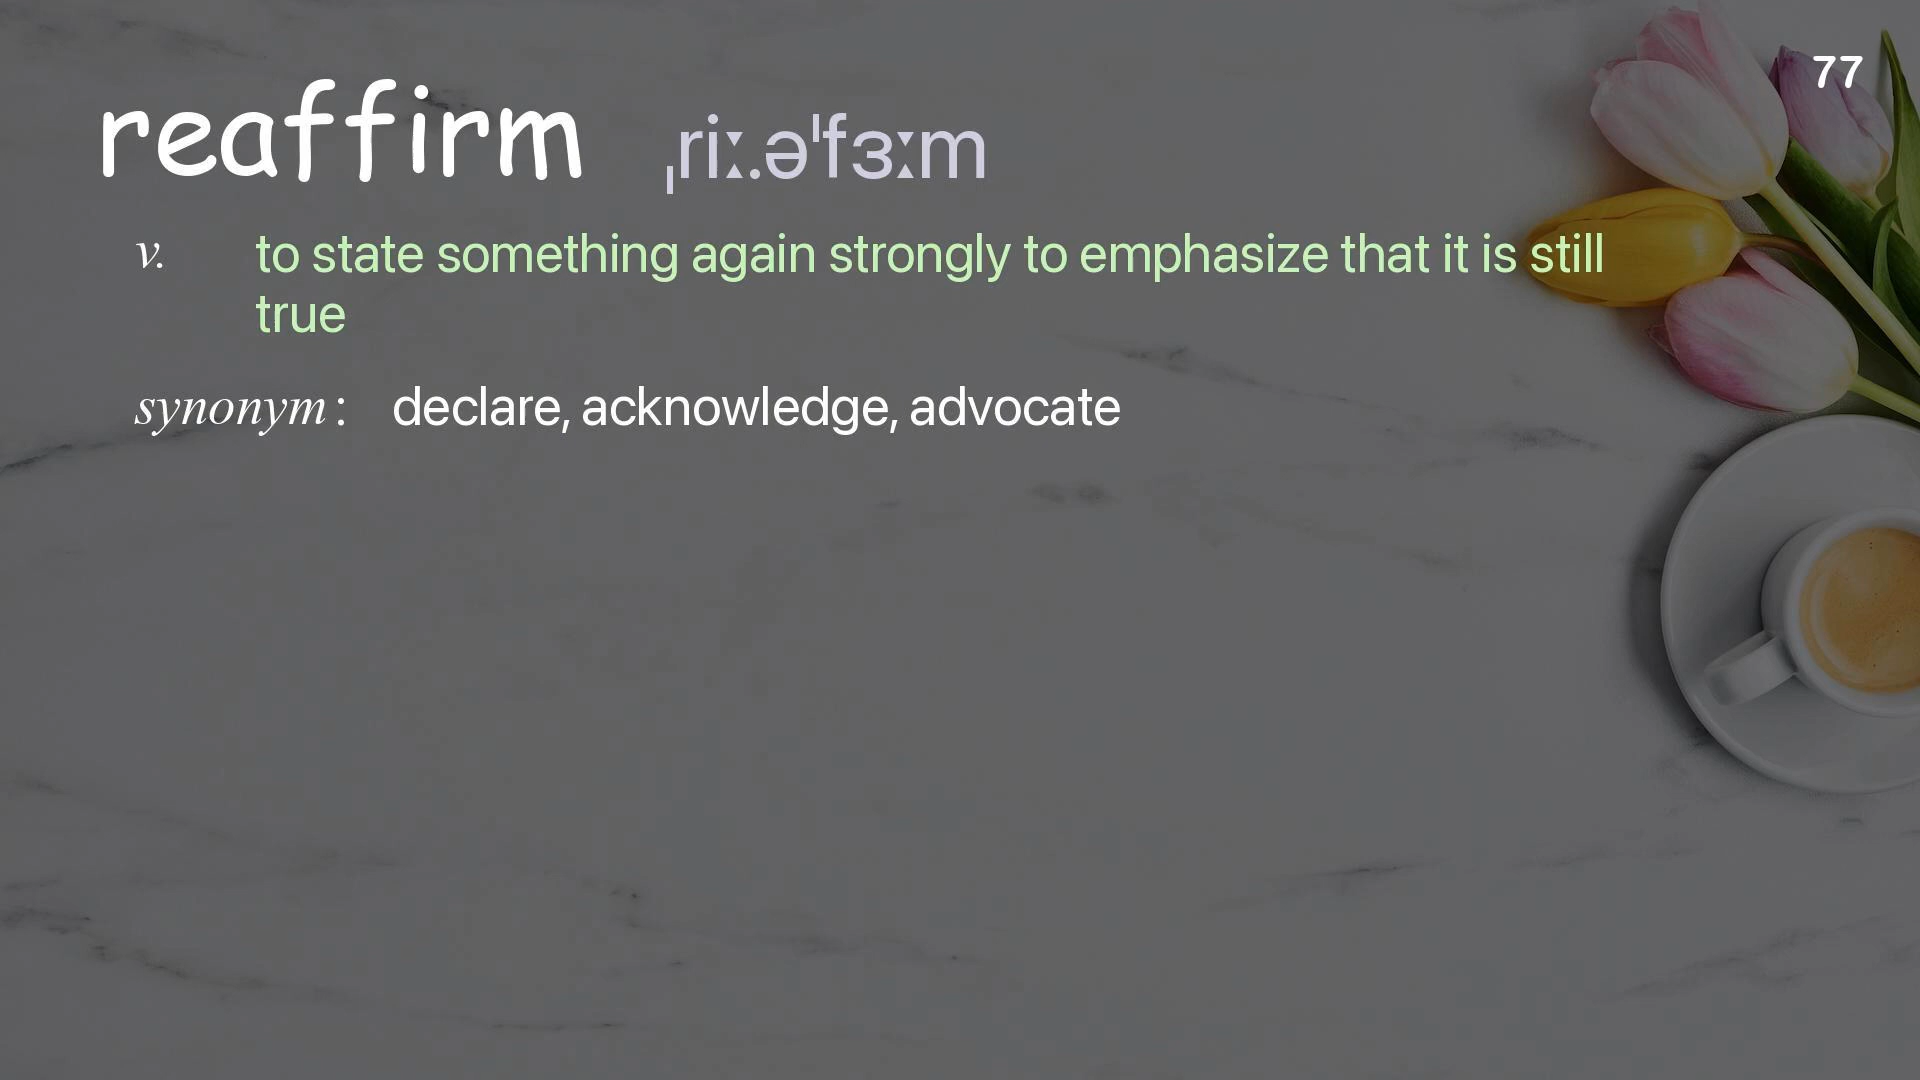 77
reaffirm ˌriː.əˈfɜːm
v. to state something again strongly to emphasize that it is still
true
synonym : declare, acknowledge, advocate